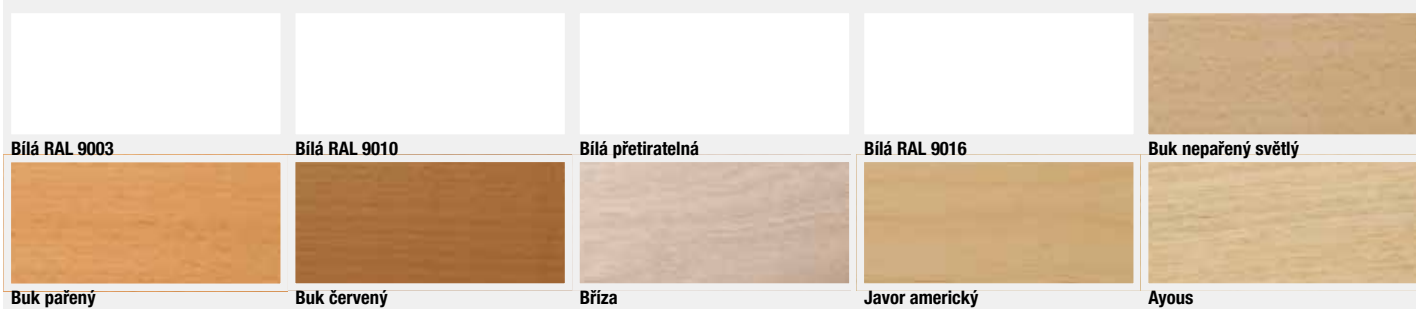 Bílá RAL 9003
Bílá RAL 9010
Bílá přetiratelná
Bílá RAL 9016
Buk nepařený světlý
Buk pařený
Buk červený
Bříza
Javor americký
Ayous